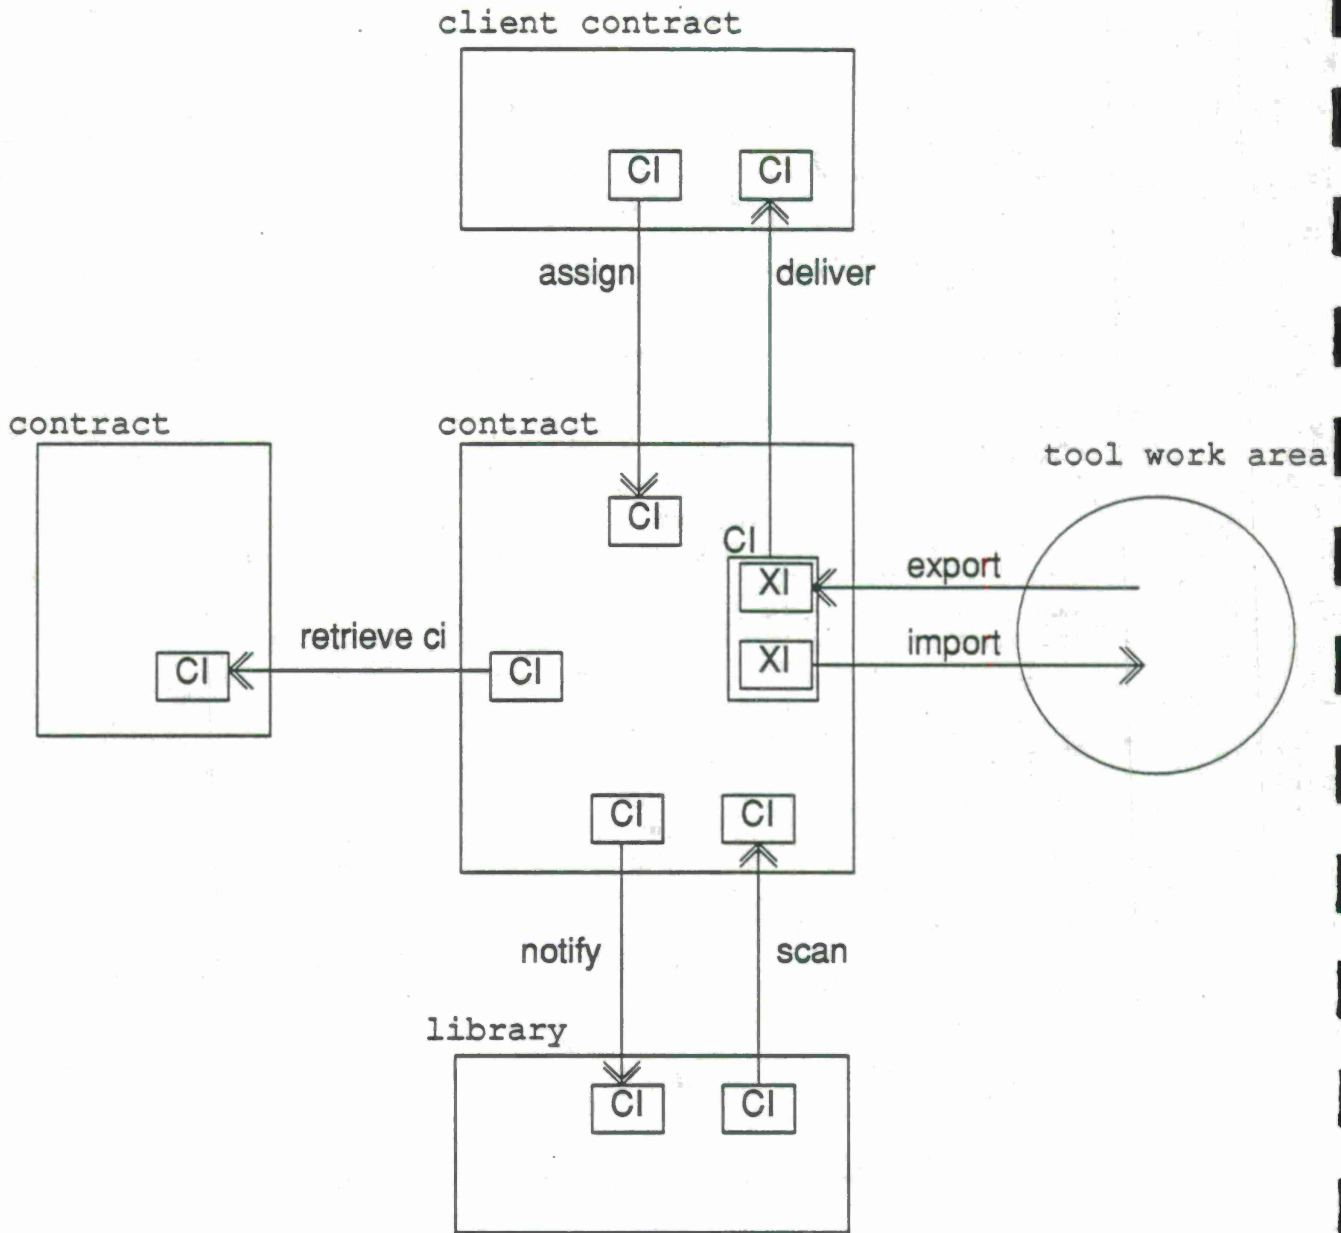 client contract
CI CI
assign deliver
contract contract
tool work area
CI
CI
XI export
retrieve ci import
CI CI XI
CI CI
notify scan
library
CI CI